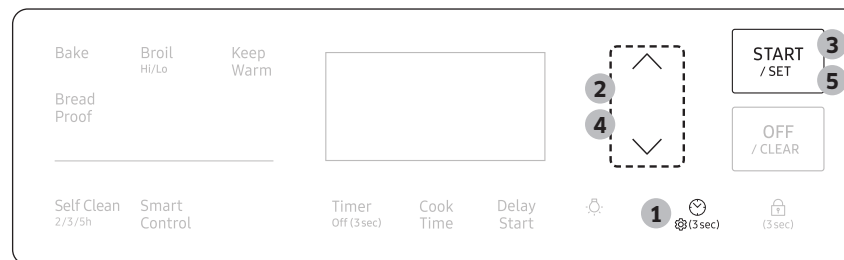 Bake
Broil
Hi/Lo
Keep
Warm
Bread
Proof
Self Clean
2/3/5h
Smart
Control
Timer
Off (3 sec)
Cook
Time
Delay
Start
2
4
1
(3 sec)
(3 sec)
START
/ SET
3
5
OFF
/ CLEAR